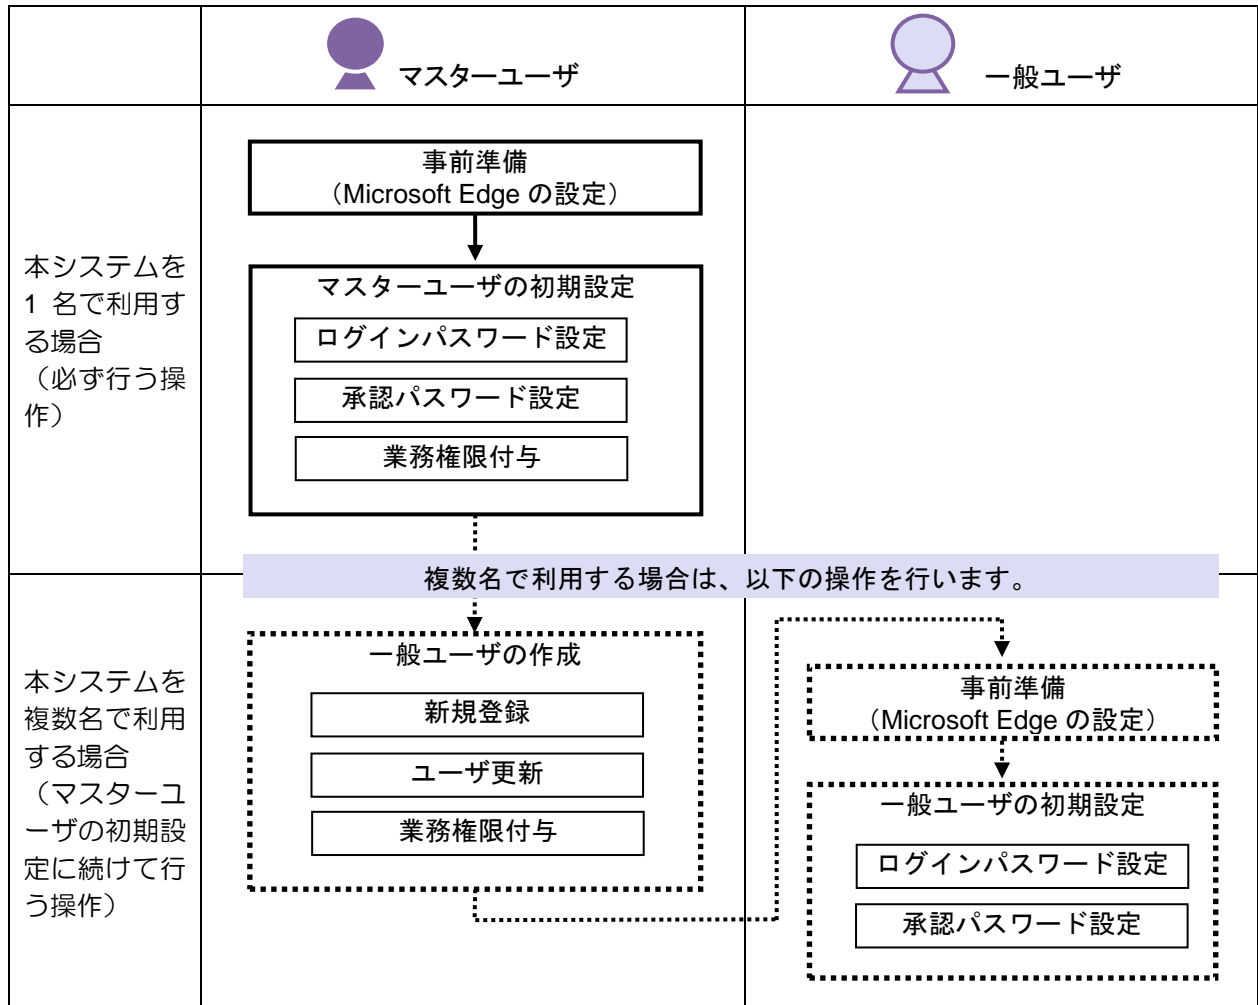 マスターユーザ
一般ユーザ
本システムを
1 名で利用す
る場合
（必ず行う操
作）
事前準備
（Microsoft Edge の設定）
マスターユーザの初期設定
ログインパスワード設定
承認パスワード設定
業務権限付与
複数名で利用する場合は、以下の操作を行います。
本システムを
複数名で利用
する場合
（マスターユ
ーザの初期設
定に続けて行
う操作）
一般ユーザの作成
新規登録
ユーザ更新
業務権限付与
事前準備
（Microsoft Edge の設定）
一般ユーザの初期設定
ログインパスワード設定
承認パスワード設定